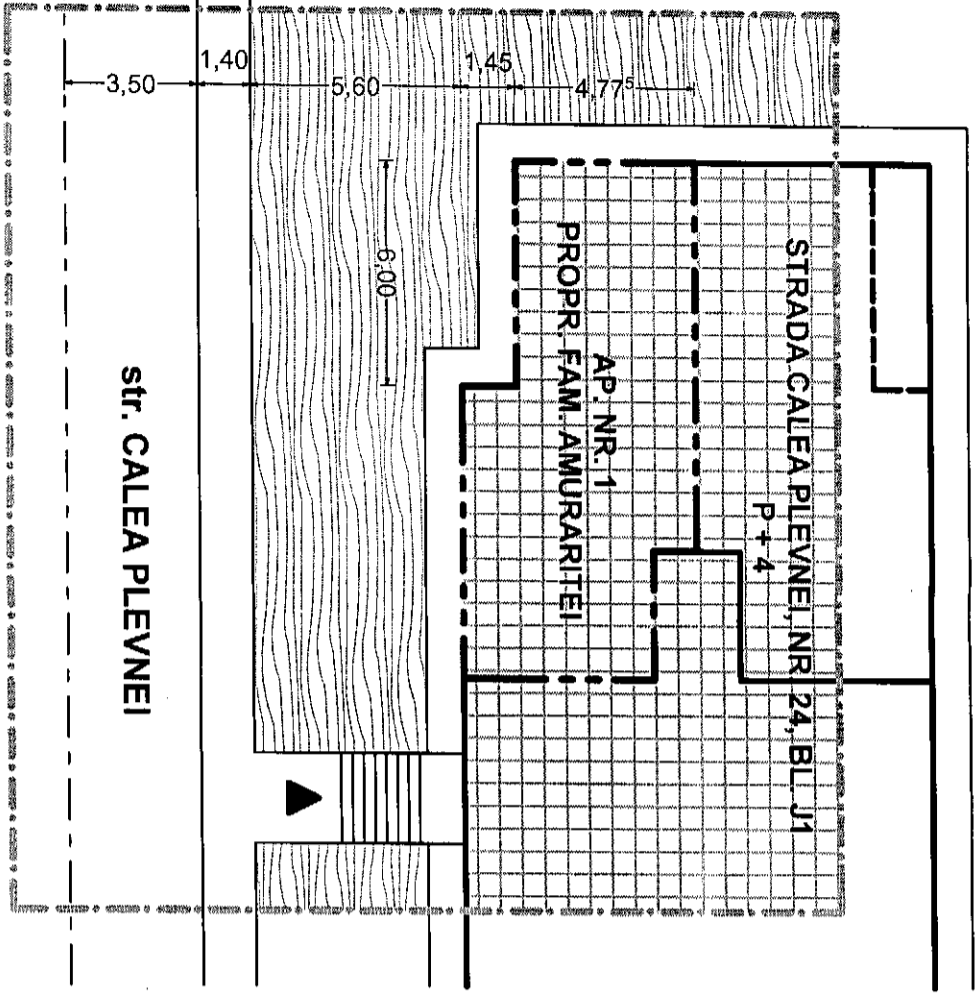 3,50
1,40
5,60
1,45
4,77⁵
6,00
STRADA CALEA PLEVNEI, NR. 24, BL. J1
P + 4
AP. NR. 1
PROPR. FAM. AMURARITEI
str. CALEA PLEVNEI